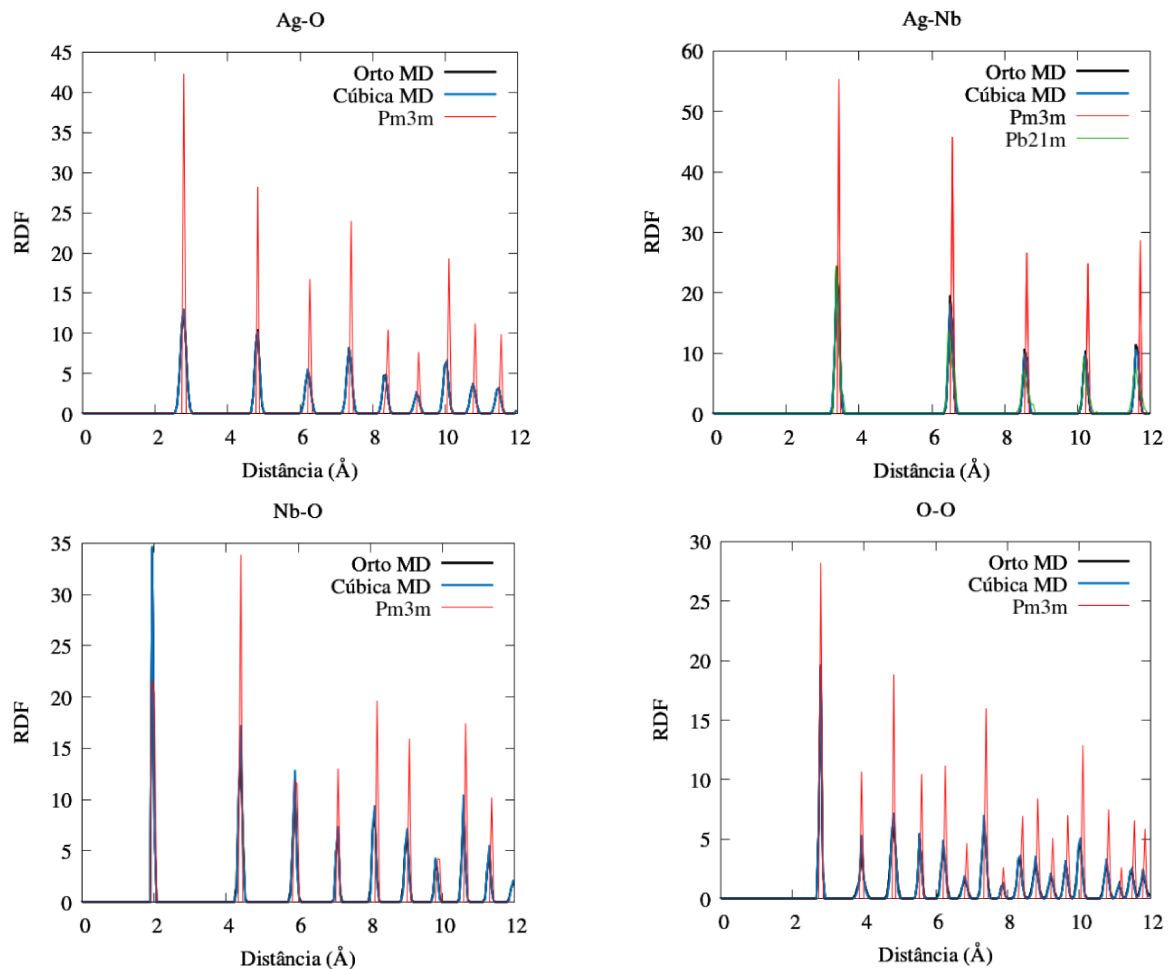 Ag-O
45
40
35
30
25
20
15
10
5
0
RDF
Orto MD
Cúbica MD
Pm3m
0 2 4 6 8 10 12
Distância (Å)
Ag-Nb
60
50
40
30
20
10
0
RDF
Orto MD
Cúbica MD
Pm3m
Pb21m
0 2 4 6 8 10 12
Distância (Å)
Nb-O
35
30
25
20
15
10
5
0
RDF
Orto MD
Cúbica MD
Pm3m
0 2 4 6 8 10 12
Distância (Å)
O-O
30
25
20
15
10
5
0
RDF
Orto MD
Cúbica MD
Pm3m
0 2 4 6 8 10 12
Distância (Å)